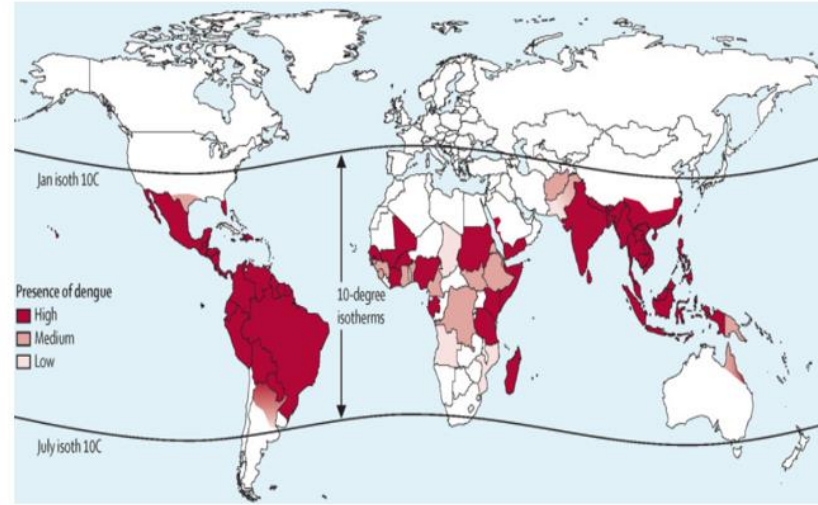 Jan isoth 10C
10-degree
isotherms
Presence of dengue
High
Medium
Low
July isoth 10C